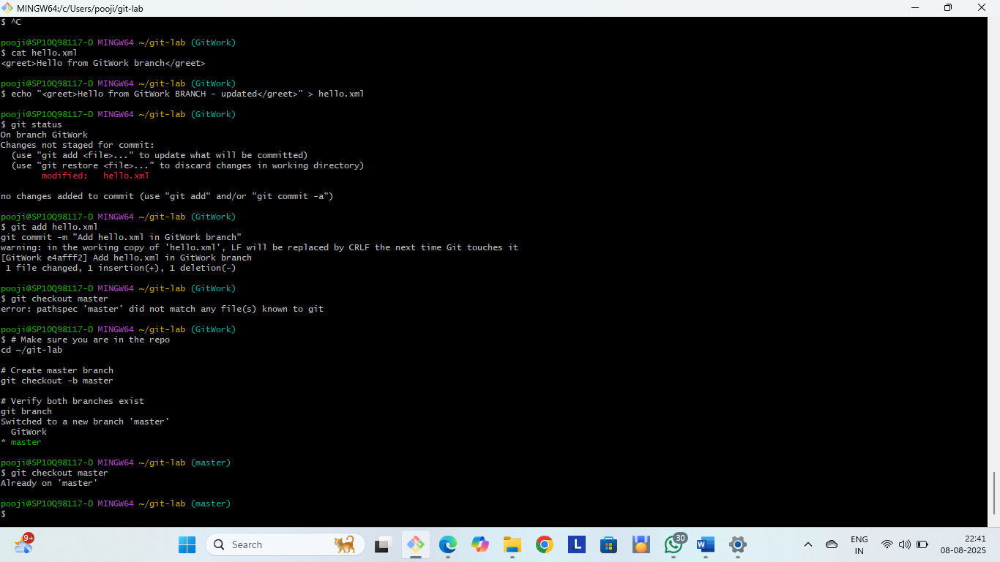 MINGW64:/c/Users/pooji/git-lab
$ ^C
pooji@SP10Q98117-D MINGW64 ~/git-lab (GitWork)
$ cat hello.xml
<greet>Hello from GitWork branch</greet>
pooji@SP10Q98117-D MINGW64 ~/git-lab (GitWork)
$ echo "<greet>Hello from GitWork BRANCH - updated</greet>" > hello.xml
pooji@SP10Q98117-D MINGW64 ~/git-lab (GitWork)
$ git status
On branch GitWork
Changes not staged for commit:
  (use "git add <file>..." to update what will be committed)
  (use "git restore <file>..." to discard changes in working directory)
        modified:   hello.xml
no changes added to commit (use "git add" and/or "git commit -a")
pooji@SP10Q98117-D MINGW64 ~/git-lab (GitWork)
$ git add hello.xml
git commit -m "Add hello.xml in GitWork branch"
warning: in the working copy of 'hello.xml', LF will be replaced by CRLF the next time Git touches it
[GitWork e4afff2] Add hello.xml in GitWork branch
 1 file changed, 1 insertion(+), 1 deletion(-)
pooji@SP10Q98117-D MINGW64 ~/git-lab (GitWork)
$ git checkout master
error: pathspec 'master' did not match any file(s) known to git
pooji@SP10Q98117-D MINGW64 ~/git-lab (GitWork)
$ # Make sure you are in the repo
cd ~/git-lab
# Create master branch
git checkout -b master
# Verify both branches exist
git branch
Switched to a new branch 'master'
  GitWork
* master
pooji@SP10Q98117-D MINGW64 ~/git-lab (master)
$ git checkout master
Already on 'master'
pooji@SP10Q98117-D MINGW64 ~/git-lab (master)
$
9+
Search
L
30
W
ENG
IN
22:41
08-08-2025